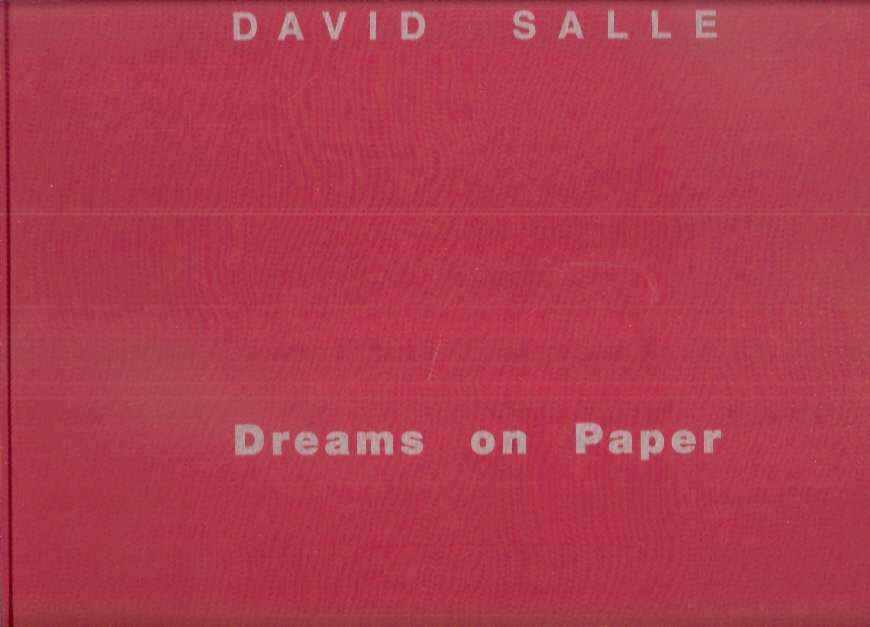 DAVID SALLE
Dreams on Paper